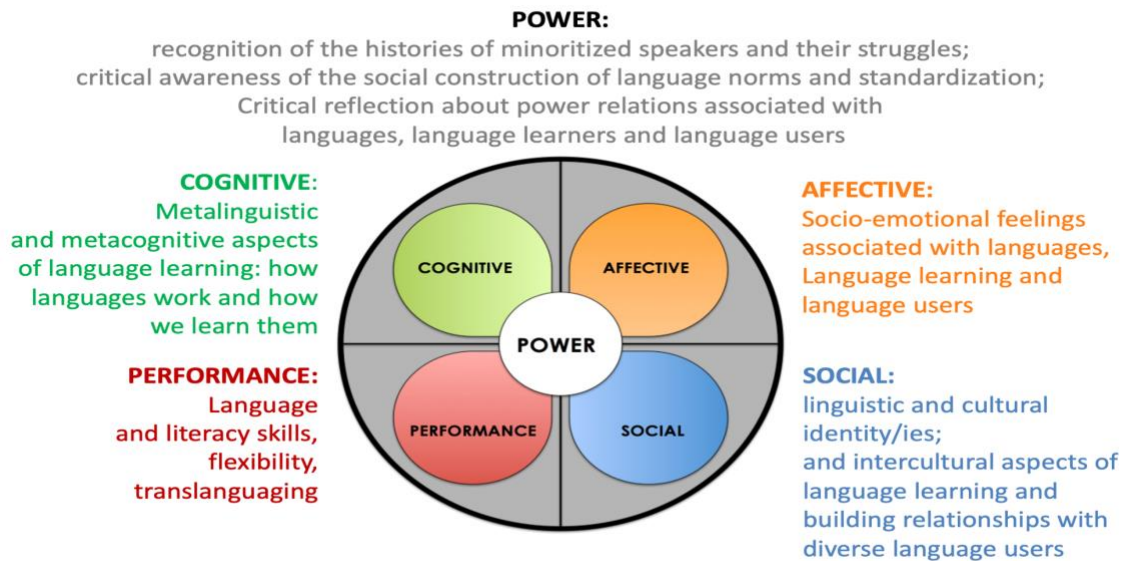 POWER:
recognition of the histories of minoritized speakers and their struggles;
critical awareness of the social construction of language norms and standardization;
Critical reflection about power relations associated with
languages, language learners and language users
COGNITIVE:
Metalinguistic
and metacognitive aspects
of language learning: how
languages work and how
we learn them
AFFECTIVE:
Socio-emotional feelings
associated with languages,
Language learning and
language users
COGNITIVE
AFFECTIVE
POWER
PERFORMANCE
SOCIAL
PERFORMANCE:
Language
and literacy skills,
flexibility,
translanguaging
SOCIAL:
linguistic and cultural
identity/ies;
and intercultural aspects of
language learning and
building relationships with
diverse language users